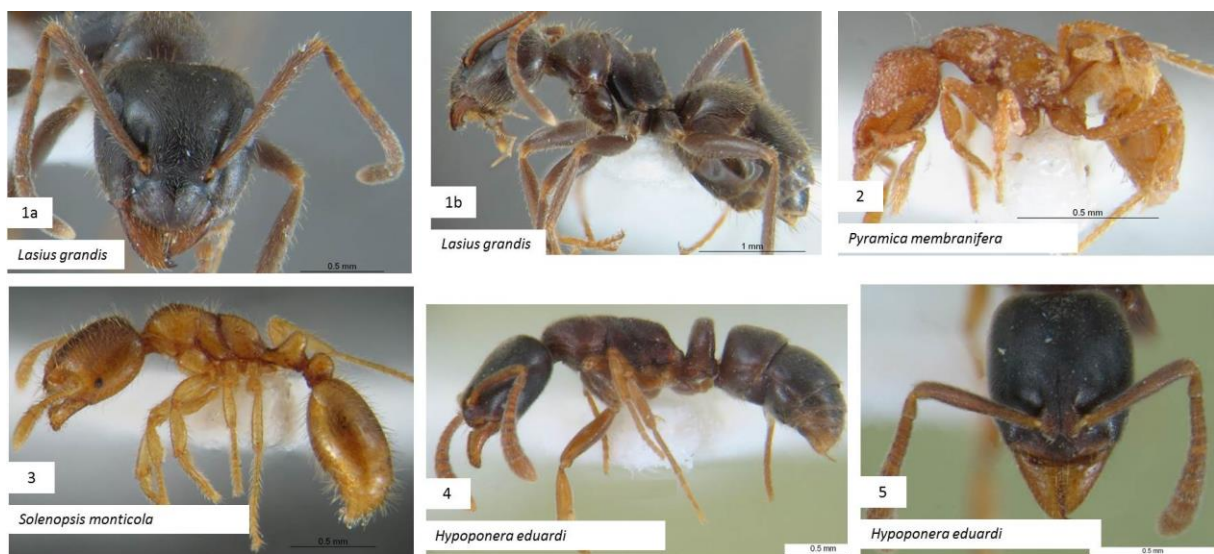 1a
Lasius grandis
0.5 mm
1b
Lasius grandis
1 mm
2
0.5 mm
Pyramica membranifera
3
Solenopsis monticola
0.5 mm
4
Hypoponera eduardi
0.5 mm
5
Hypoponera eduardi
0.5 mm